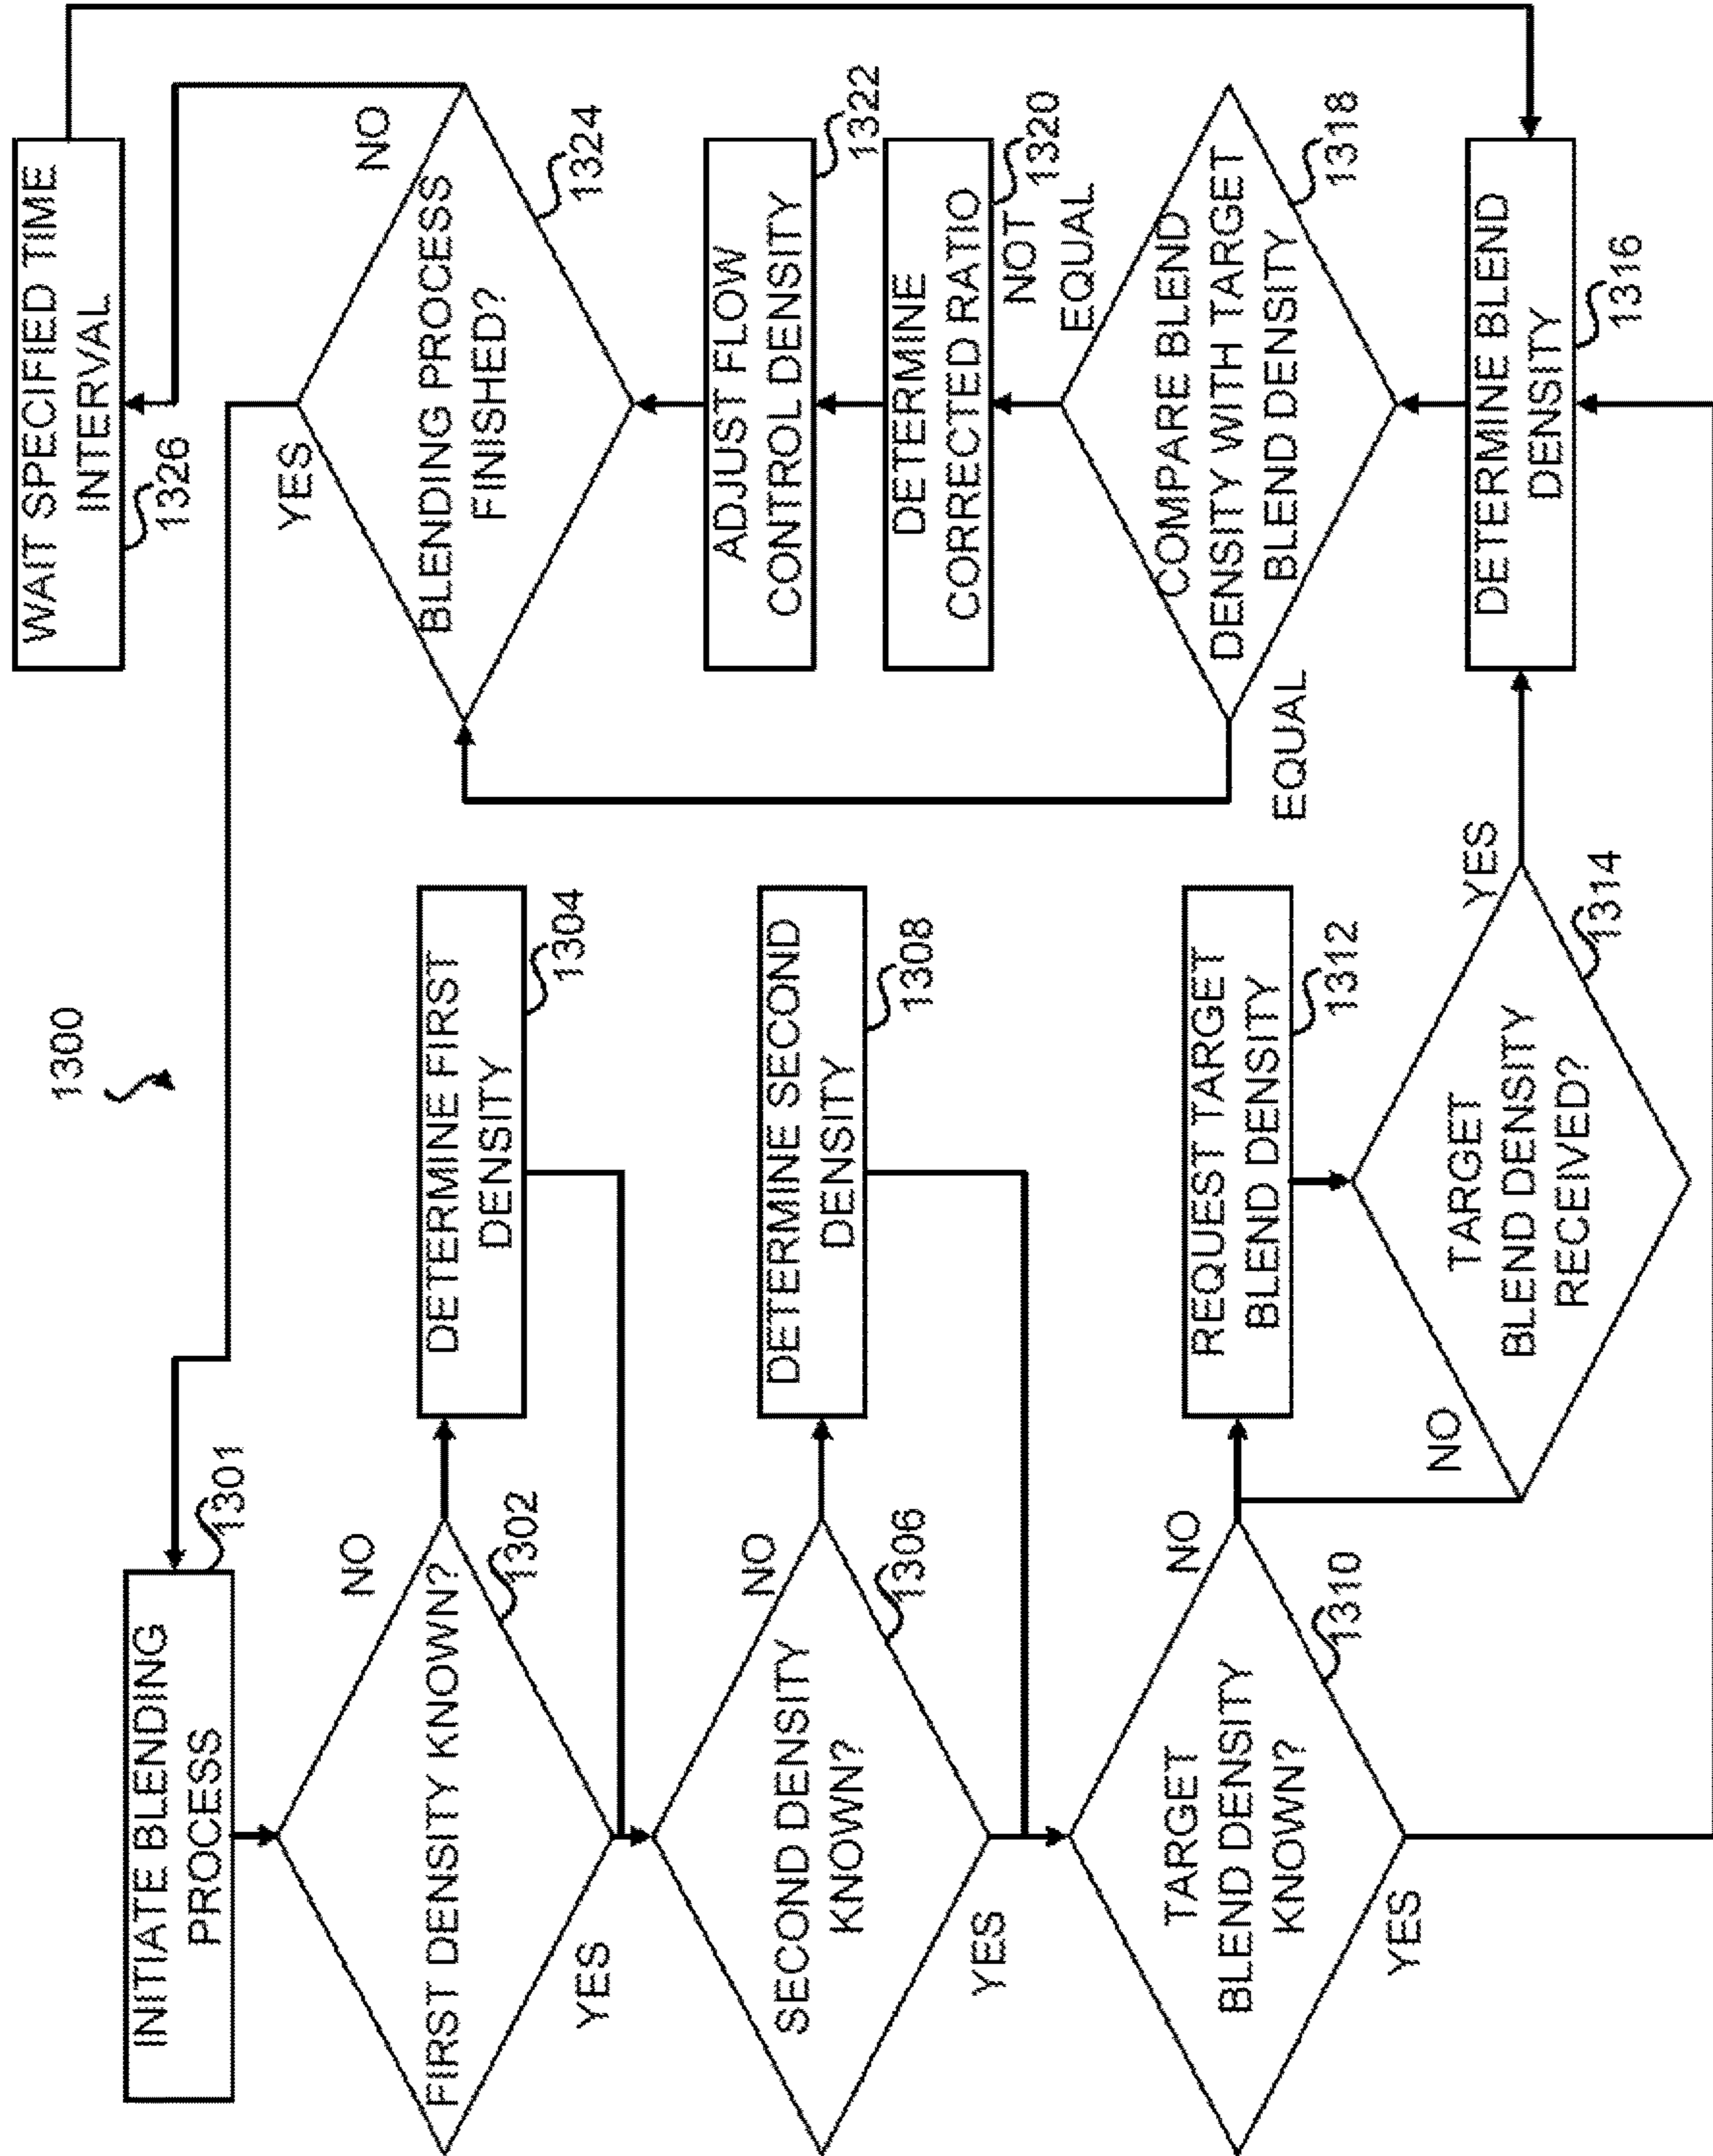 1300
INITIATE BLENDING
PROCESS
1301
FIRST DENSITY KNOWN?
1302
NO
YES
DETERMINE FIRST
DENSITY
1304
SECOND DENSITY
KNOWN?
1306
NO
YES
DETERMINE SECOND
DENSITY
1308
TARGET
BLEND DENSITY
KNOWN?
1310
NO
YES
REQUEST TARGET
BLEND DENSITY
1312
TARGET
BLEND DENSITY
RECEIVED?
1314
NO
YES
WAIT SPECIFIED TIME
INTERVAL
1326
YES
NO
BLENDING PROCESS
FINISHED?
1324
ADJUST FLOW
CONTROL DENSITY
1322
DETERMINE
CORRECTED RATIO
1320
NOT
EQUAL
COMPARE BLEND
DENSITY WITH TARGET
BLEND DENSITY
1318
EQUAL
DETERMINE BLEND
DENSITY
1316